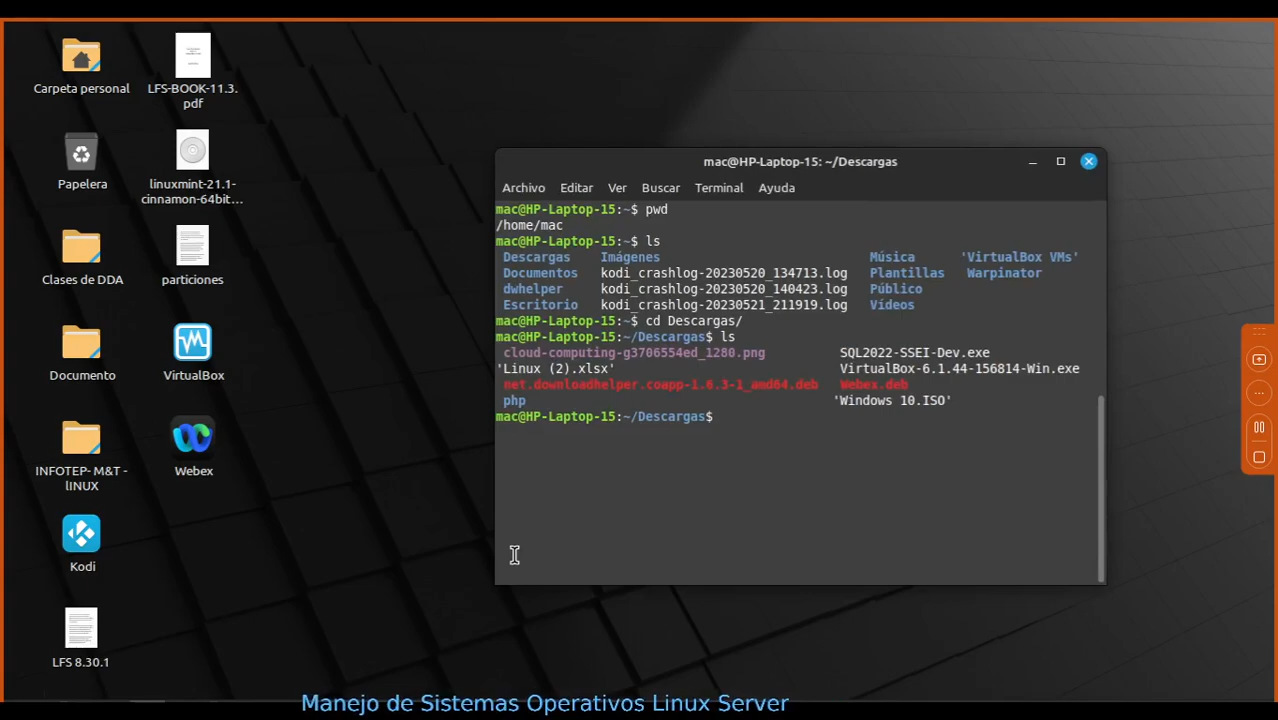 Carpeta personal
LFS-BOOK-11.3.
pdf
Papelera
linuxmint-21.1-
cinnamon-64bit...
Clases de DDA
particiones
Documento
VirtualBox
INFOTEP- M&T -
lINUX
Webex
Kodi
LFS 8.30.1
mac@HP-Laptop-15: ~/Descargas
Archivo Editar Ver Buscar Terminal Ayuda
mac@HP-Laptop-15:~$ pwd
/home/mac
mac@HP-Laptop-15:~$ ls
Descargas Imágenes Música 'VirtualBox VMs'
Documentos kodi_crashlog-20230520_134713.log Plantillas Warpinator
dwhelper kodi_crashlog-20230520_140423.log Público
Escritorio kodi_crashlog-20230521_211919.log Vídeos
mac@HP-Laptop-15:~$ cd Descargas/
mac@HP-Laptop-15:~/Descargas$ ls
cloud-computing-g3706554ed_1280.png SQL2022-SSEI-Dev.exe
'Linux (2).xlsx' VirtualBox-6.1.44-156814-Win.exe
net.downloadhelper.coapp-1.6.3-1_amd64.deb Webex.deb
php 'Windows 10.ISO'
mac@HP-Laptop-15:~/Descargas$
Manejo de Sistemas Operativos Linux Server